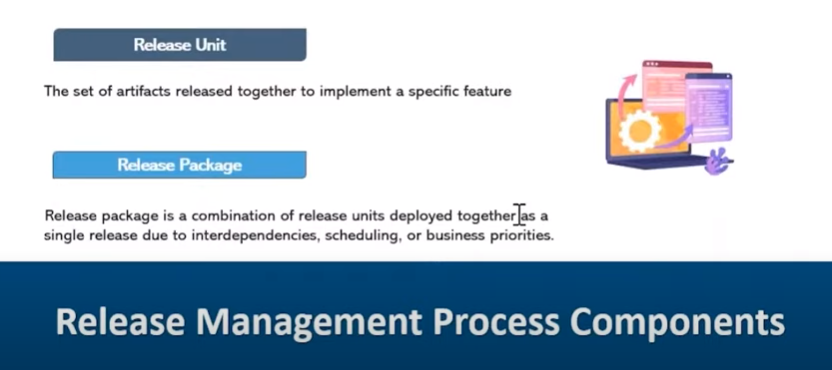 Release Unit
The set of artifacts released together to implement a specific feature
Release Package
Release package is a combination of release units deployed together as a
single release due to interdependencies, scheduling, or business priorities.
Release Management Process Components